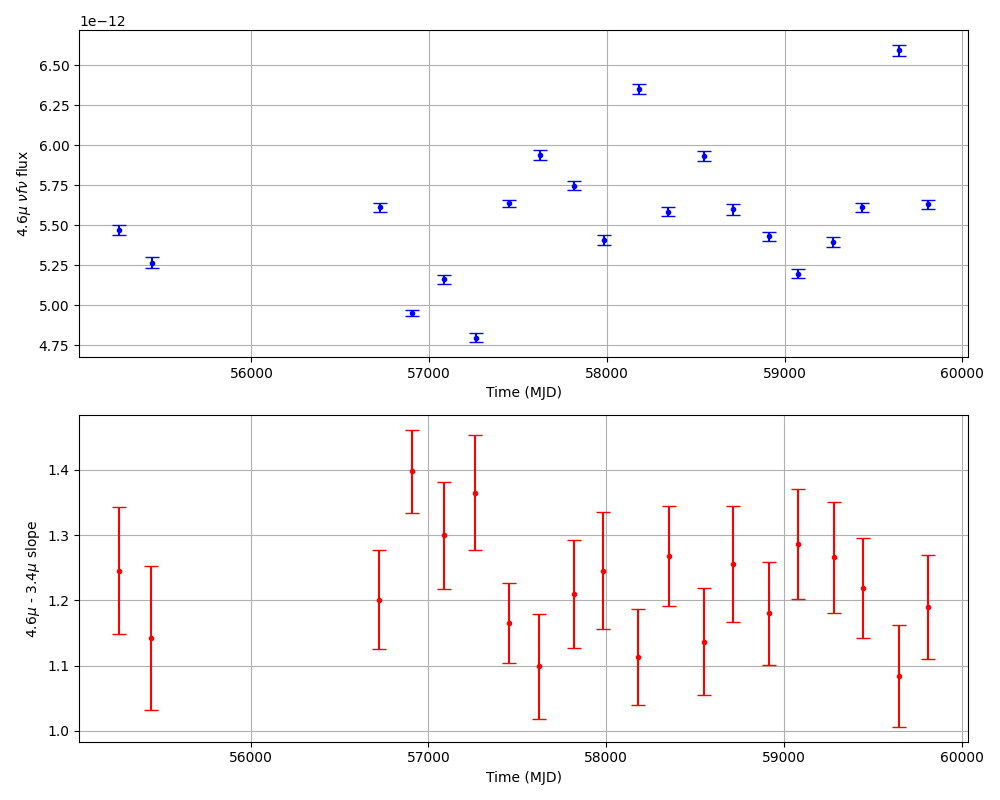 1e−12
6.50
6.25
6.00
5.75
5.50
5.25
5.00
4.75
4.6μ νfν flux
56000 57000 58000 59000 60000
Time (MJD)
1.4
1.3
1.2
1.1
1.0
4.6μ - 3.4μ slope
56000 57000 58000 59000 60000
Time (MJD)